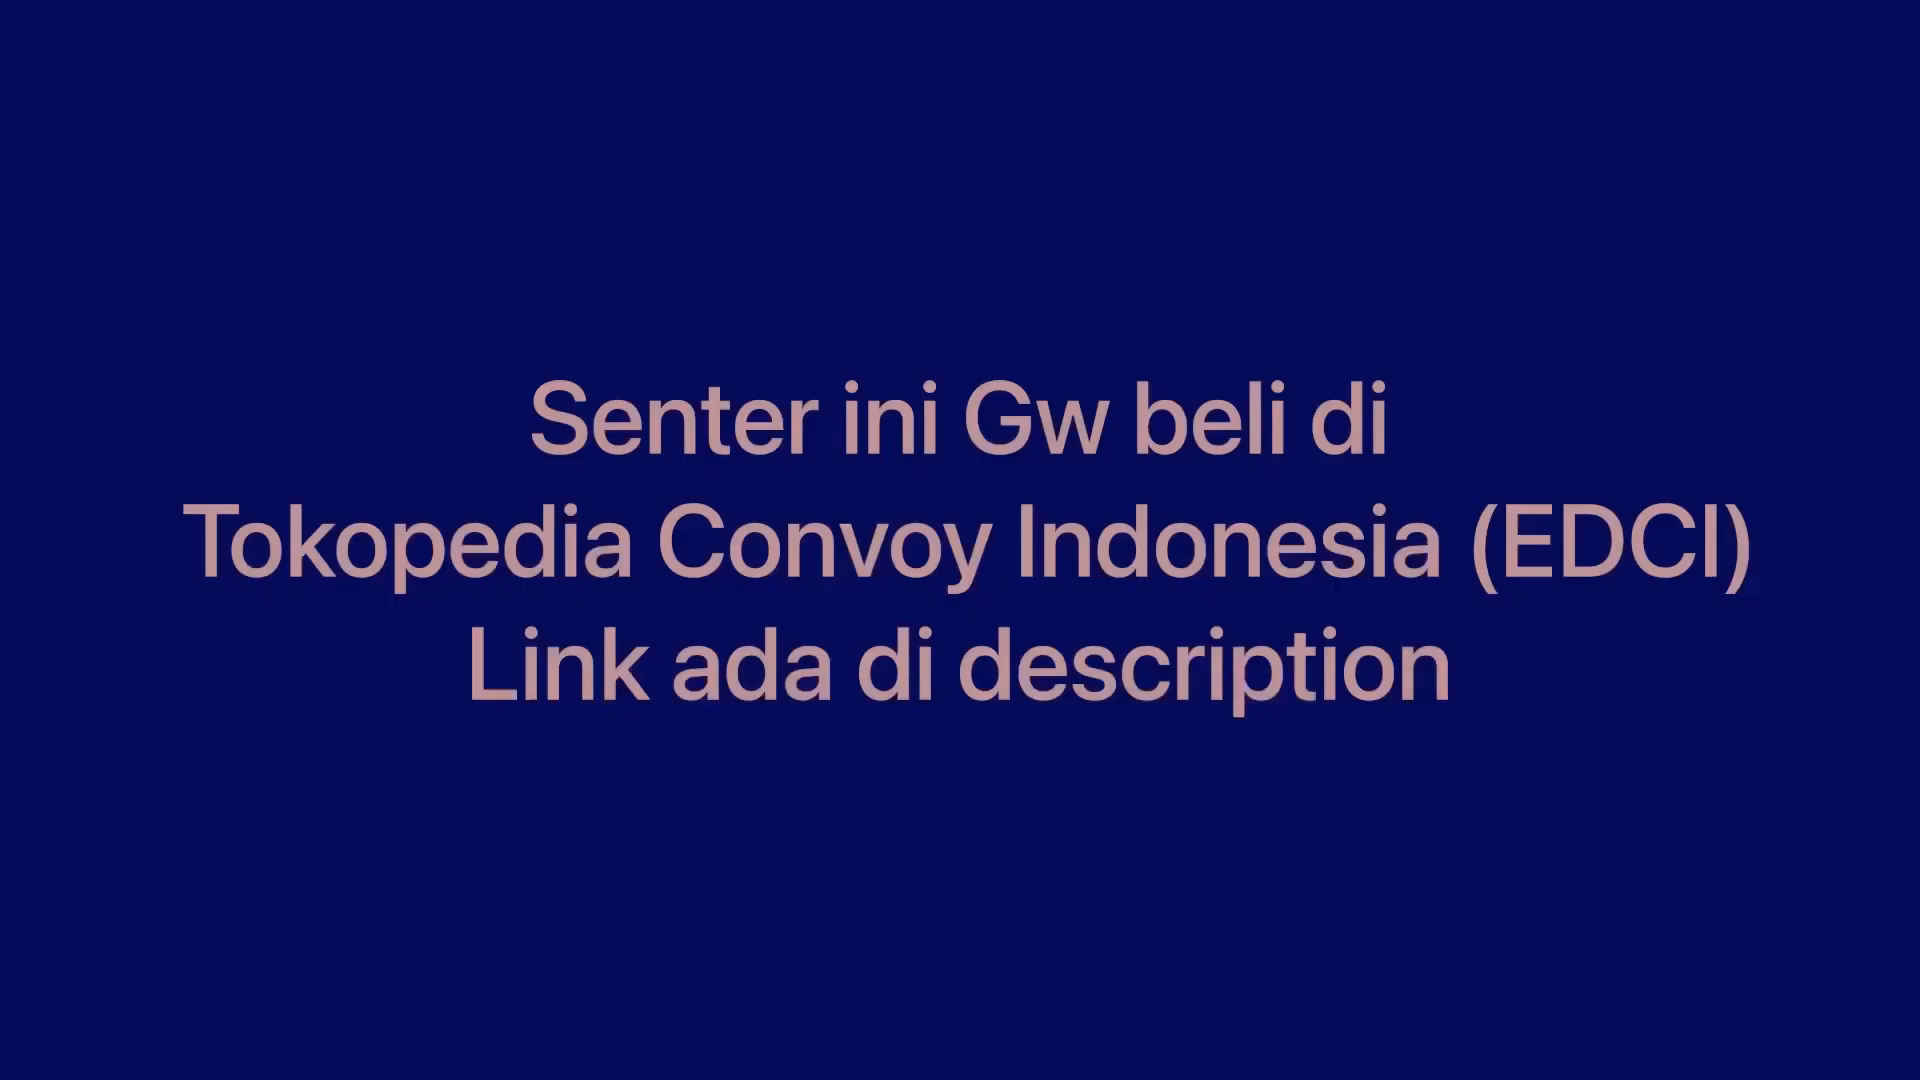 Senter ini Gw beli di
Tokopedia Convoy Indonesia (EDCI)
Link ada di description